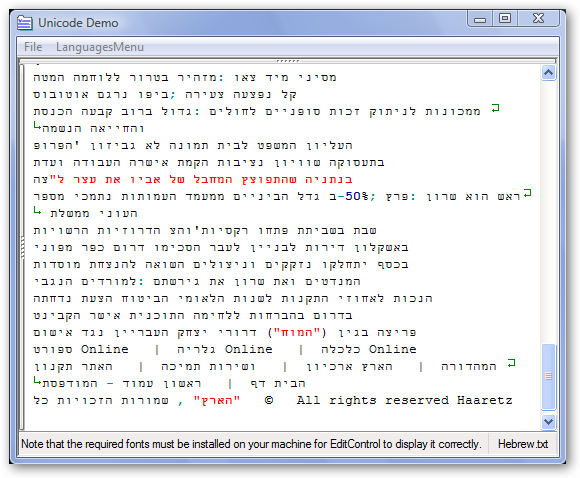 Unicode Demo
File LanguagesMenu
המטה ללוחמה בטרור מזהיר: צאו מיד מסיני
אוטובוס נרגם ביפו; צעירה נפצעה קל
הכנסת קבעה ברוב גדול: לחולים סופניים זכות לניתוק ממכונות
הנשמה והחייאה
הפרופ' גביזון לא תמונה לבית המשפט העליון
ועדת העבודה אישרה הקמת נציבות שוויון בתעסוקה
צה"ל עצר את אביו של המחבל שהתפוצץ בנתניה
מספר נתמכי העמותות ממעמד הביניים גדל ב-50%; פרץ: שרון הוא ראש
ממשלת העוני
הרשויות הדרוזיות והצ'רקסיות פתחו בשביתת שבת
מפוני כפר דרום הסכימו לעבר לבניין דירות באשקלון
מוסדות להנצחת השואה וניצולים נזקקים יתחלקו בכסף
הנגבי למורדים: גירשתם את שרון ואת המנדטים
נדחתה הצעת הביטוח הלאומי לשנות התקנות לאחוזי הנכות
הקבינט אישר התוכנית ללחימה בהברחות בדרום
אישום נגד העבריין יצחק דרורי ("המוח") בגין פריצה
Online כלכלה | Online גלריה | Online ספורט
תקנון האתר | תמיכה ושירות | ארכיון הארץ | המהדורה
המודפסת - עמוד ראשון | דף הבית
כל הזכויות שמורות , "הארץ" © All rights reserved Haaretz
Note that the required fonts must be installed on your machine for EditControl to display it correctly. Hebrew.txt